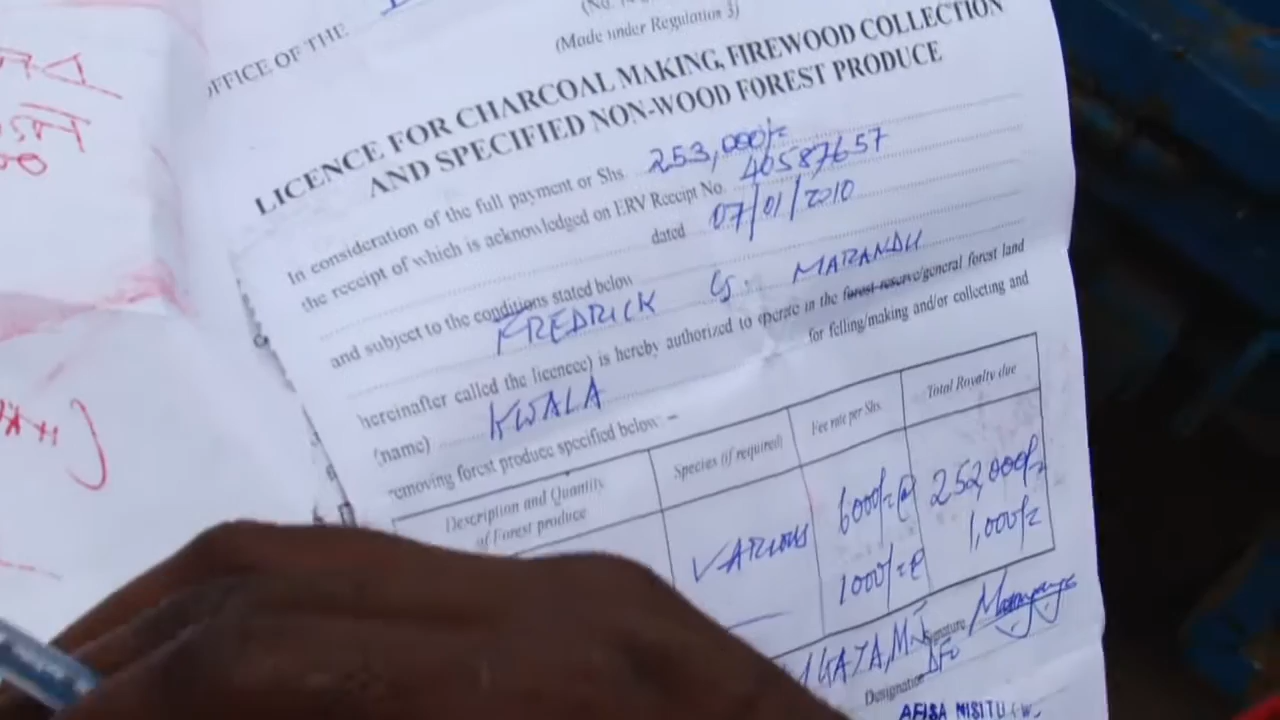 OFFICE OF THE
(Made under Regulation 3)
LICENCE FOR CHARCOAL MAKING, FIREWOOD COLLECTION
AND SPECIFIED NON-WOOD FOREST PRODUCE
In consideration of the full payment or Shs. 253,000/=
the receipt of which is acknowledged on ERV Receipt No. 40587657
dated 07/01/2010
and subject to the conditions stated below
FREDRICK G. MARANDU
hereinafter called the licencee) is hereby authorized to operate in the forest reserve/general forest land
(name) KWALA for felling/making and/or collecting and
removing forest produce specified below: -
Description and Quantity of Forest produce
Species (if required)
Fee rate per Shs.
Total Royalty due
VARIOUS 6000/=@ 252,000/=
1000/=@ 1,000/=
Signature
Designation DFO
AFISA MISITU